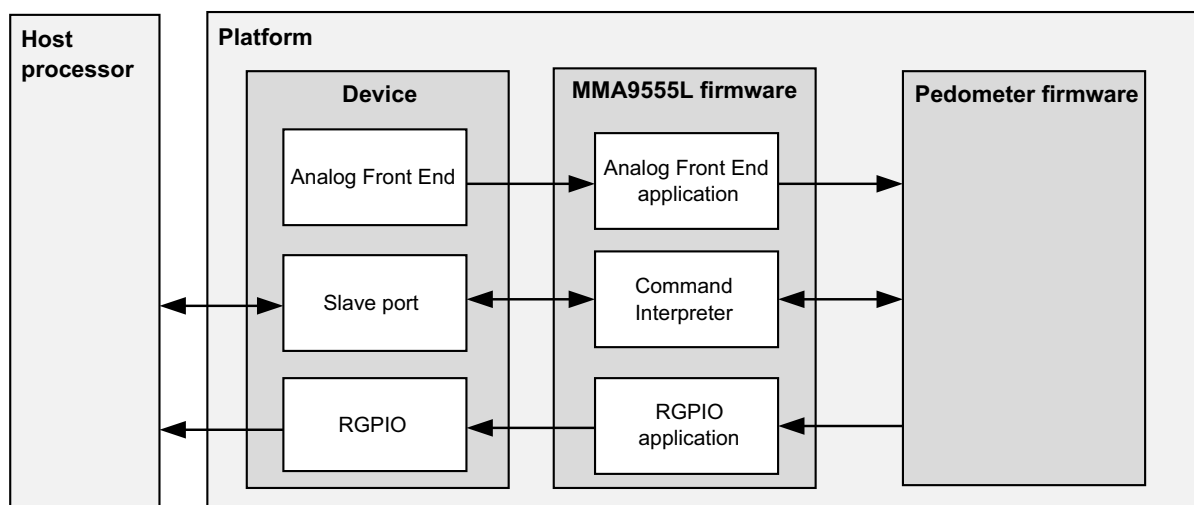 Host
processor
Platform
Device
MMA9555L firmware
Pedometer firmware
Analog Front End
Analog Front End
application
Slave port
Command
Interpreter
RGPIO
RGPIO
application